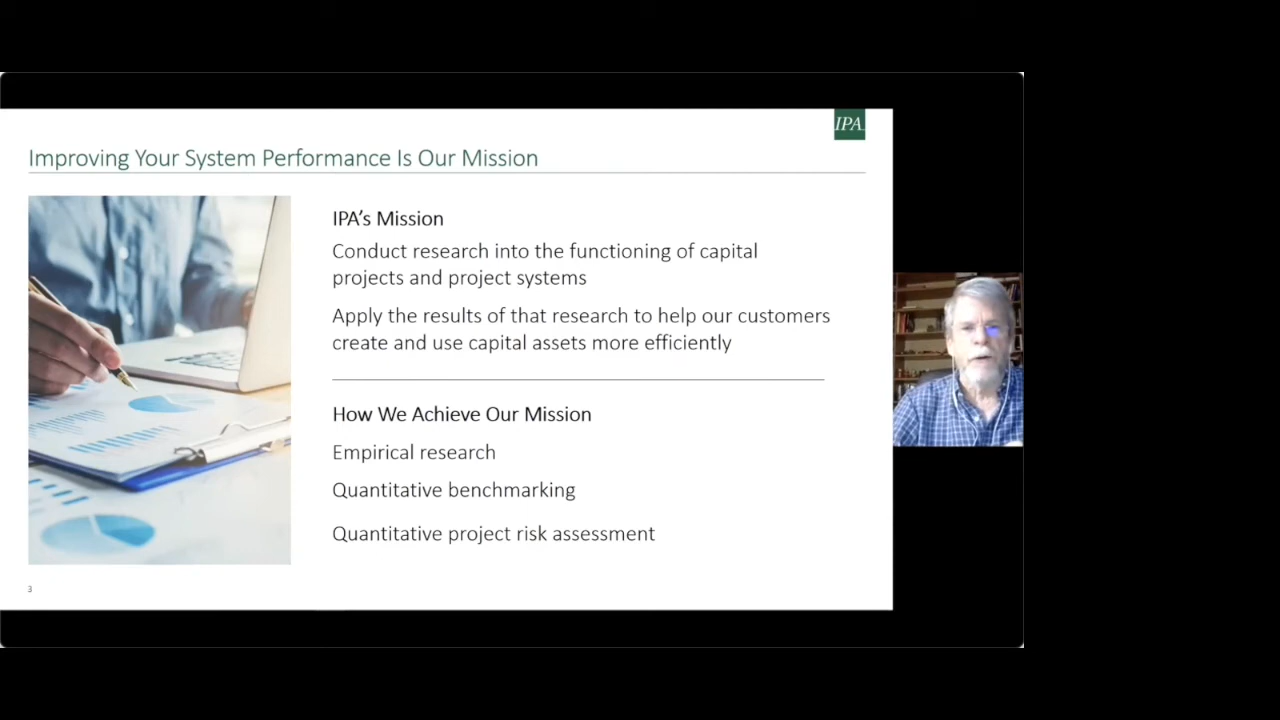 IPA
Improving Your System Performance Is Our Mission
IPA’s Mission
Conduct research into the functioning of capital
projects and project systems
Apply the results of that research to help our customers
create and use capital assets more efficiently
How We Achieve Our Mission
Empirical research
Quantitative benchmarking
Quantitative project risk assessment
3